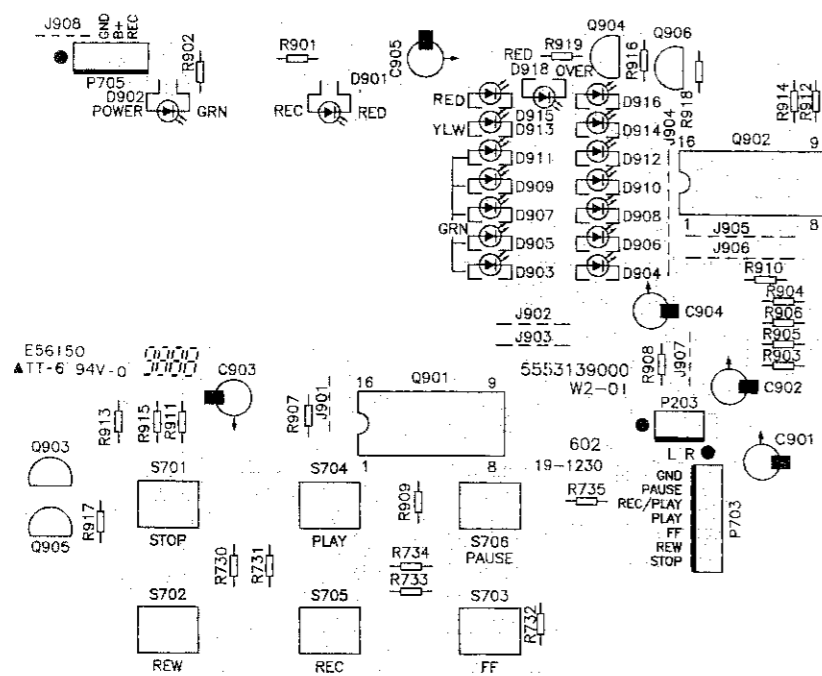 J908
GND
B+
REC
P705
R902
D902
POWER
GRN
R901
D901
REC
RED
C905
RED
R919
Q904
R916
Q906
R918
D918
OVER
R914
R912
RED
D915
D916
YLW
D913
D914
J904
16
Q902
9
D911
D912
D909
D910
D907
D908
1
8
GRN
J905
D905
D906
J906
D903
D904
R910
R904
R906
R905
R903
C904
J902
J903
E56150
TT-6 94V-0
C903
5553139000
W2-01
R908
J907
C902
R913
R915
R911
R907
J901
16
Q901
9
1
8
P203
L R
602
19-1230
C901
Q903
Q905
R917
S701
STOP
S704
PLAY
R909
S706
PAUSE
R735
GND
PAUSE
REC/PLAY
PLAY
FF
REW
STOP
P703
R730
R731
R734
R733
S702
REW
S705
REC
S703
FF
R732